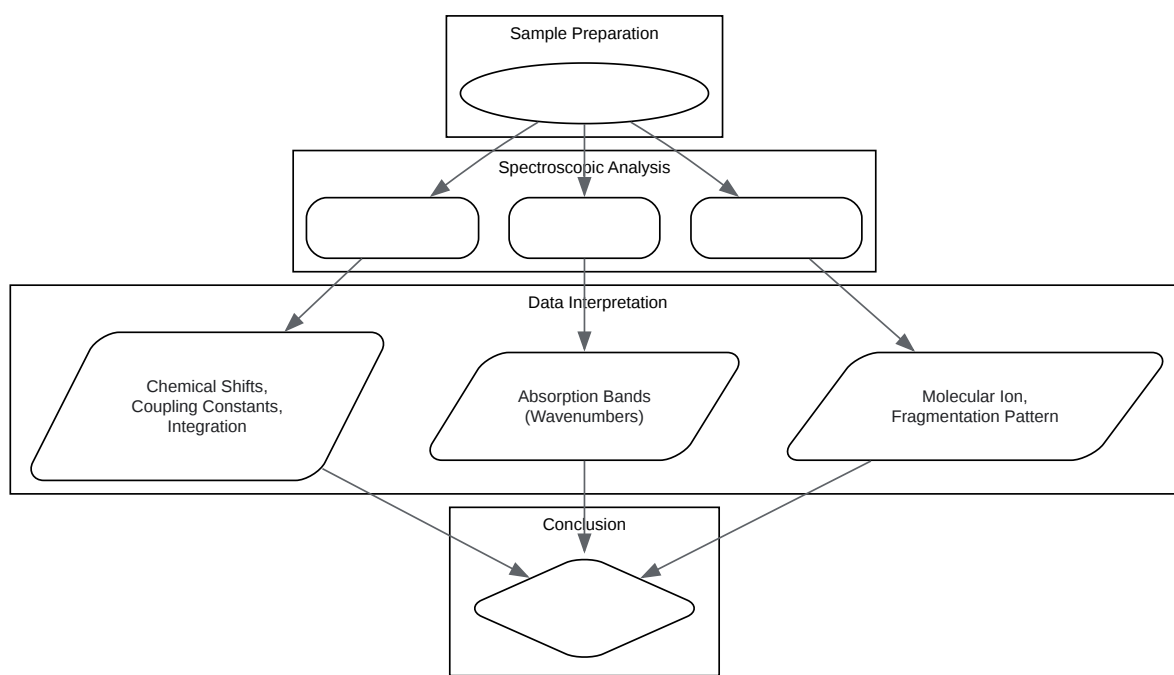 Sample Preparation
Spectroscopic Analysis
Data Interpretation
Chemical Shifts,
Coupling Constants,
Integration
Absorption Bands
(Wavenumbers)
Molecular Ion,
Fragmentation Pattern
Conclusion